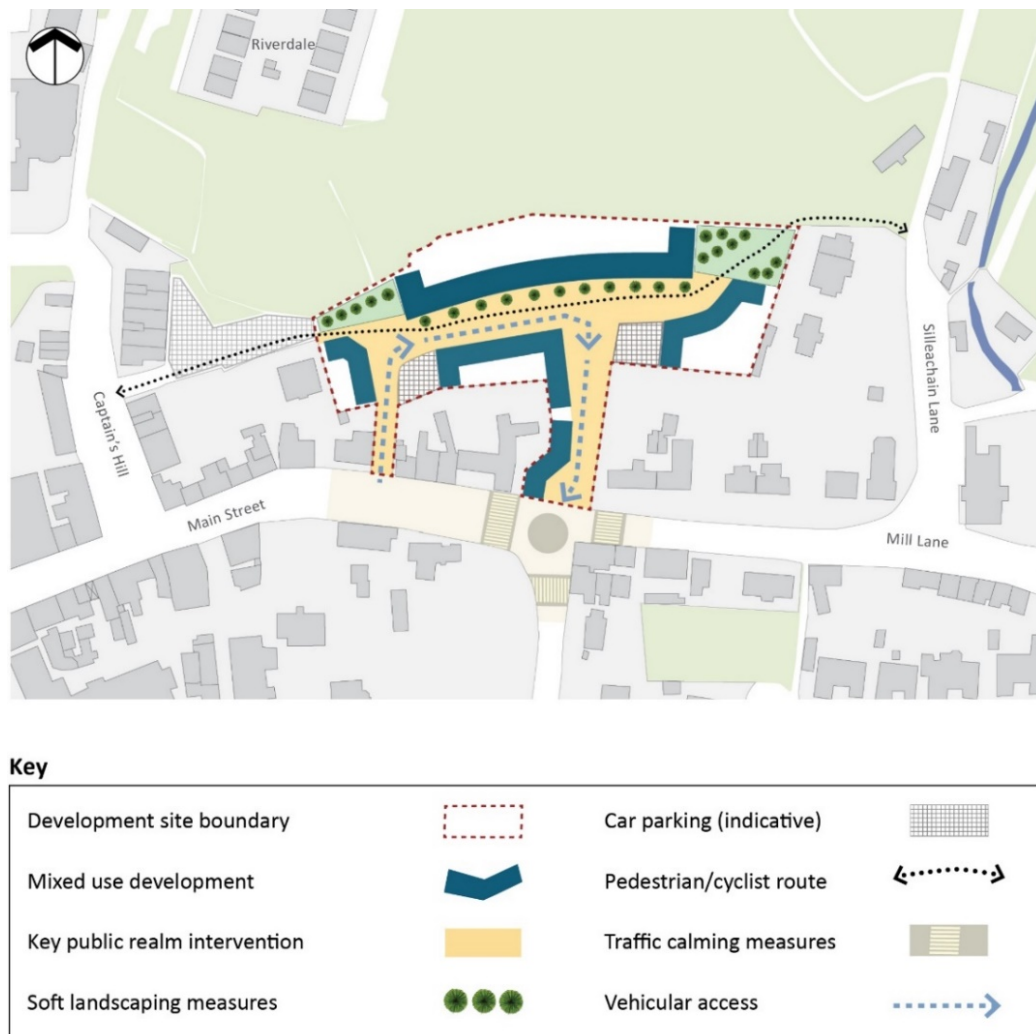 Riverdale
Captain's Hill
Main Street
Silleachain Lane
Mill Lane
Key
Development site boundary
Car parking (indicative)
Mixed use development
Pedestrian/cyclist route
Key public realm intervention
Traffic calming measures
Soft landscaping measures
Vehicular access